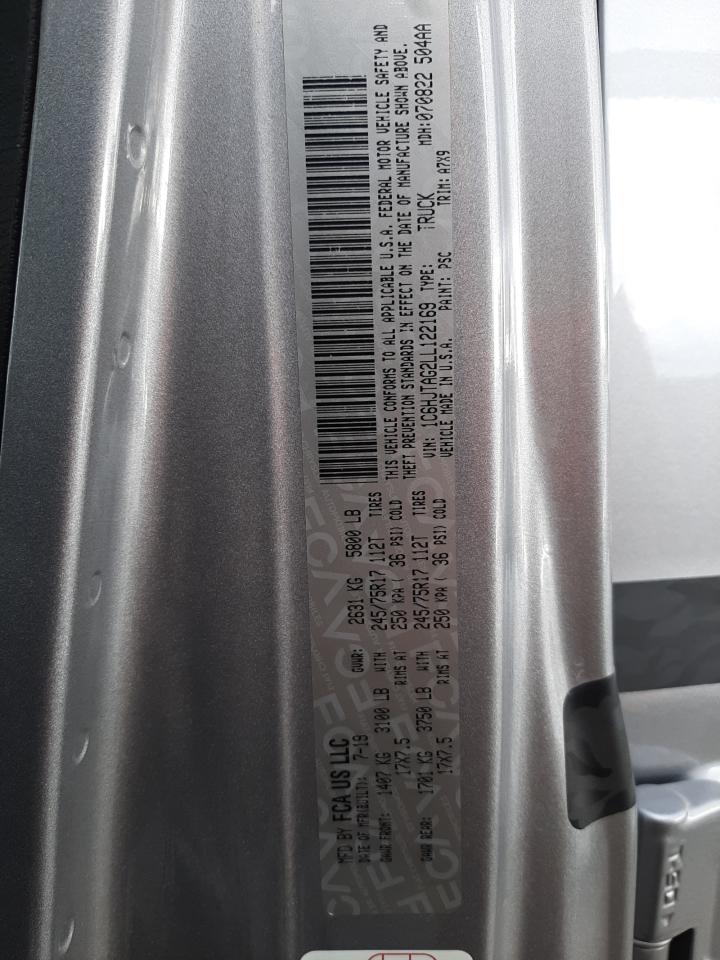 MFD BY FCA US LLC
DATE OF MFR(BUILT): 7-19 GVWR: 2631 KG 5800 LB
GAWR FRONT: 1407 KG 3100 LB WITH 245/75R17 112T TIRES
17X7.5 RIMS AT 250 KPA ( 36 PSI) COLD
GAWR REAR: 1701 KG 3750 LB WITH 245/75R17 112T TIRES
17X7.5 RIMS AT 250 KPA ( 36 PSI) COLD
THIS VEHICLE CONFORMS TO ALL APPLICABLE U.S.A. FEDERAL MOTOR VEHICLE SAFETY AND
THEFT PREVENTION STANDARDS IN EFFECT ON THE DATE OF MANUFACTURE SHOWN ABOVE.
VIN: 1C6HJTAG2LL122169 TYPE: TRUCK MDH:070822 504AA
VEHICLE MADE IN U.S.A. PAINT: PSC TRIM: A7X9